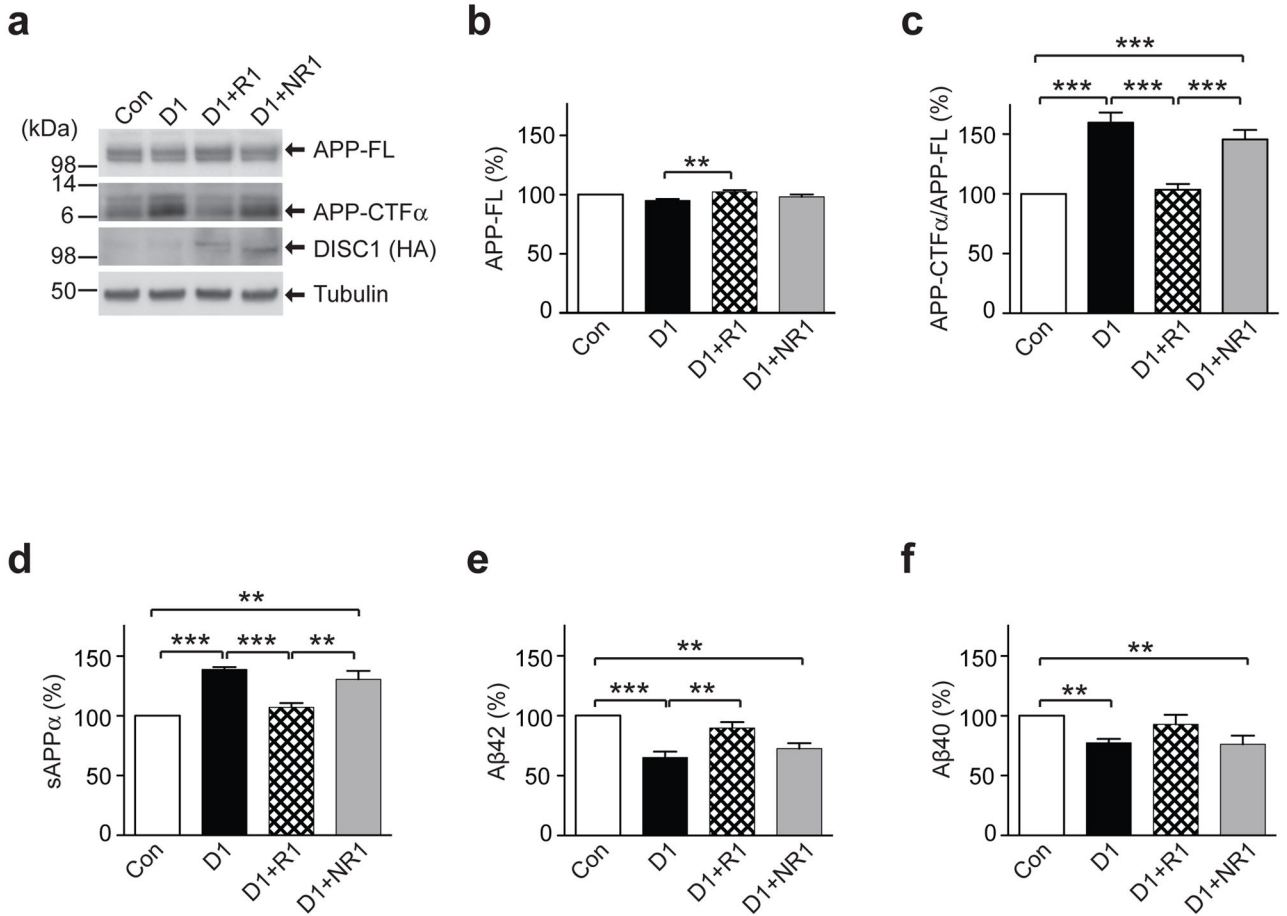 a
Con
D1
D1+R1
D1+NR1
(kDa)
98
APP-FL
14
6
APP-CTFα
98
DISC1 (HA)
50
Tubulin
b
APP-FL (%)
150
100
50
0
**
Con
D1
D1+R1
D1+NR1
c
APP-CTFα/APP-FL (%)
150
100
50
0
***
*** *** ***
Con
D1
D1+R1
D1+NR1
d
sAPPα (%)
150
100
50
0
**
*** *** **
Con
D1
D1+R1
D1+NR1
e
Aβ42 (%)
150
100
50
0
**
*** **
Con
D1
D1+R1
D1+NR1
f
Aβ40 (%)
150
100
50
0
**
**
Con
D1
D1+R1
D1+NR1